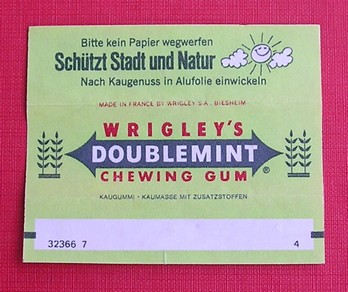 Bitte kein Papier wegwerfen
Schützt Stadt und Natur
Nach Kaugenuss in Alufolie einwickeln
MADE IN FRANCE BY WRIGLEY S.A. BIESHEIM
WRIGLEY'S
DOUBLEMINT
CHEWING GUM ®
KAUGUMMI - KAUMASSE MIT ZUSATZSTOFFEN
32366 7 4